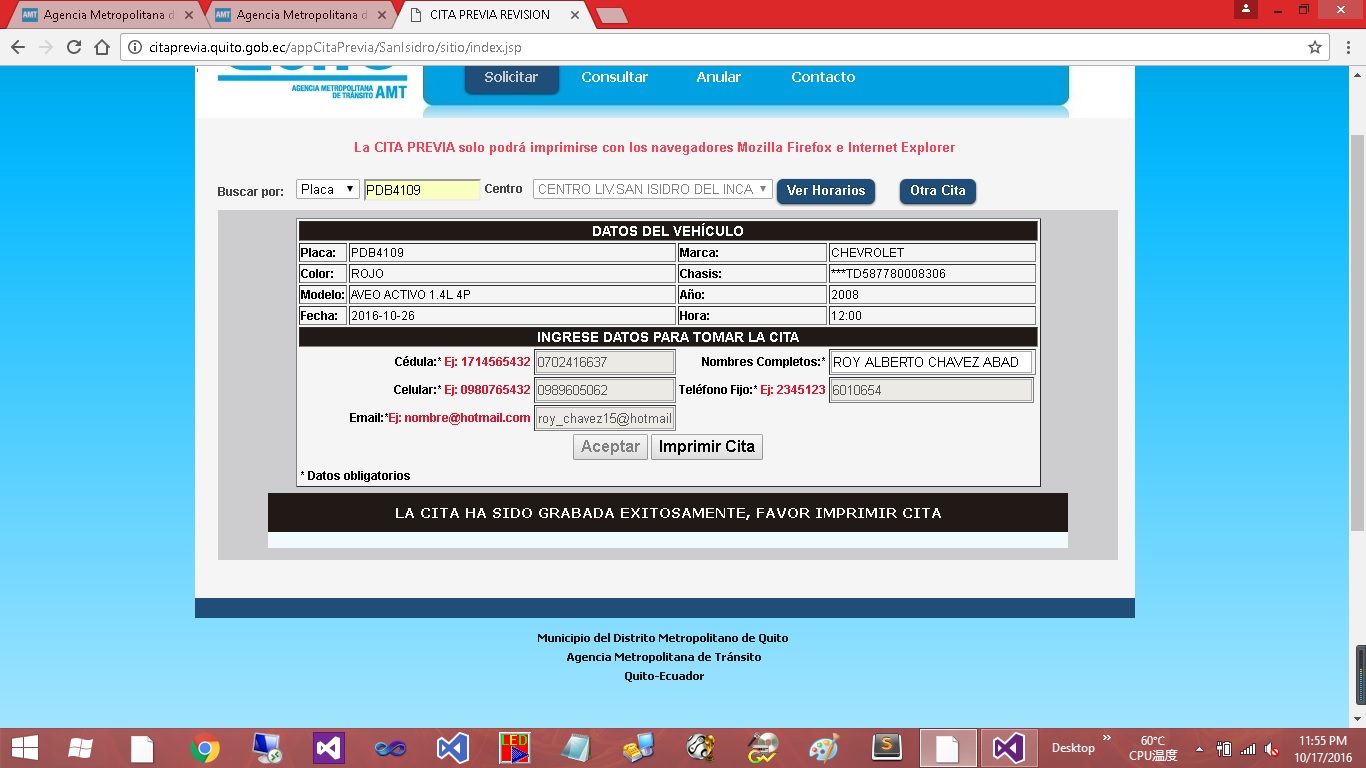 AMT Agencia Metropolitana d
AMT Agencia Metropolitana d
CITA PREVIA REVISION
citaprevia.quito.gob.ec/appCitaPrevia/SanIsidro/sitio/index.jsp
AGENCIA METROPOLITANA
DE TRÁNSITO AMT
Solicitar Consultar Anular Contacto
La CITA PREVIA solo podrá imprimirse con los navegadores Mozilla Firefox e Internet Explorer
Buscar por: Placa PDB4109 Centro CENTRO LIV.SAN ISIDRO DEL INCA Ver Horarios Otra Cita
DATOS DEL VEHÍCULO
Placa: PDB4109 Marca: CHEVROLET
Color: ROJO Chasis: ***TD587780008306
Modelo: AVEO ACTIVO 1.4L 4P Año: 2008
Fecha: 2016-10-26 Hora: 12:00
INGRESE DATOS PARA TOMAR LA CITA
Cédula:* Ej: 1714565432 0702416637 Nombres Completos:* ROY ALBERTO CHAVEZ ABAD
Celular:* Ej: 0980765432 0989605062 Teléfono Fijo:* Ej: 2345123 6010654
Email:*Ej: nombre@hotmail.com roy_chavez15@hotmail
Aceptar Imprimir Cita
* Datos obligatorios
LA CITA HA SIDO GRABADA EXITOSAMENTE, FAVOR IMPRIMIR CITA
Municipio del Distrito Metropolitano de Quito
Agencia Metropolitana de Tránsito
Quito-Ecuador
LED
S
Desktop
60°C
CPU温度
11:55 PM
10/17/2016